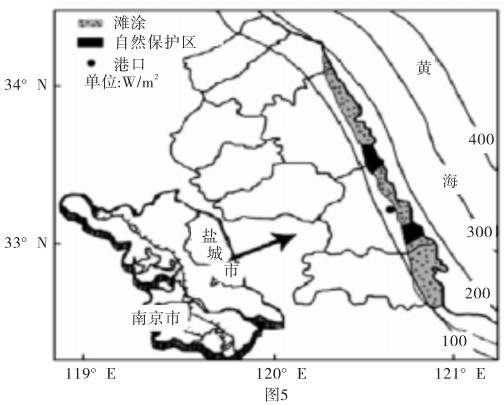 滩涂
自然保护区
港口
单位:W/m²
34° N
33° N
黄
海
400
300
200
100
盐城市
南京市
119° E
120° E
121° E
图5